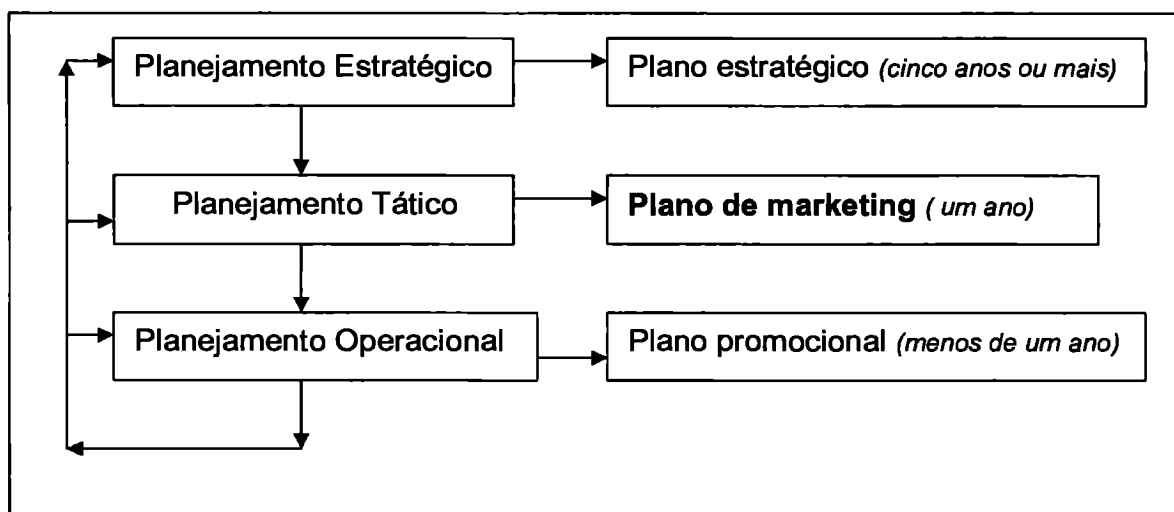 Planejamento Estratégico
Plano estratégico (cinco anos ou mais)
Planejamento Tático
Plano de marketing ( um ano)
Planejamento Operacional
Plano promocional (menos de um ano)